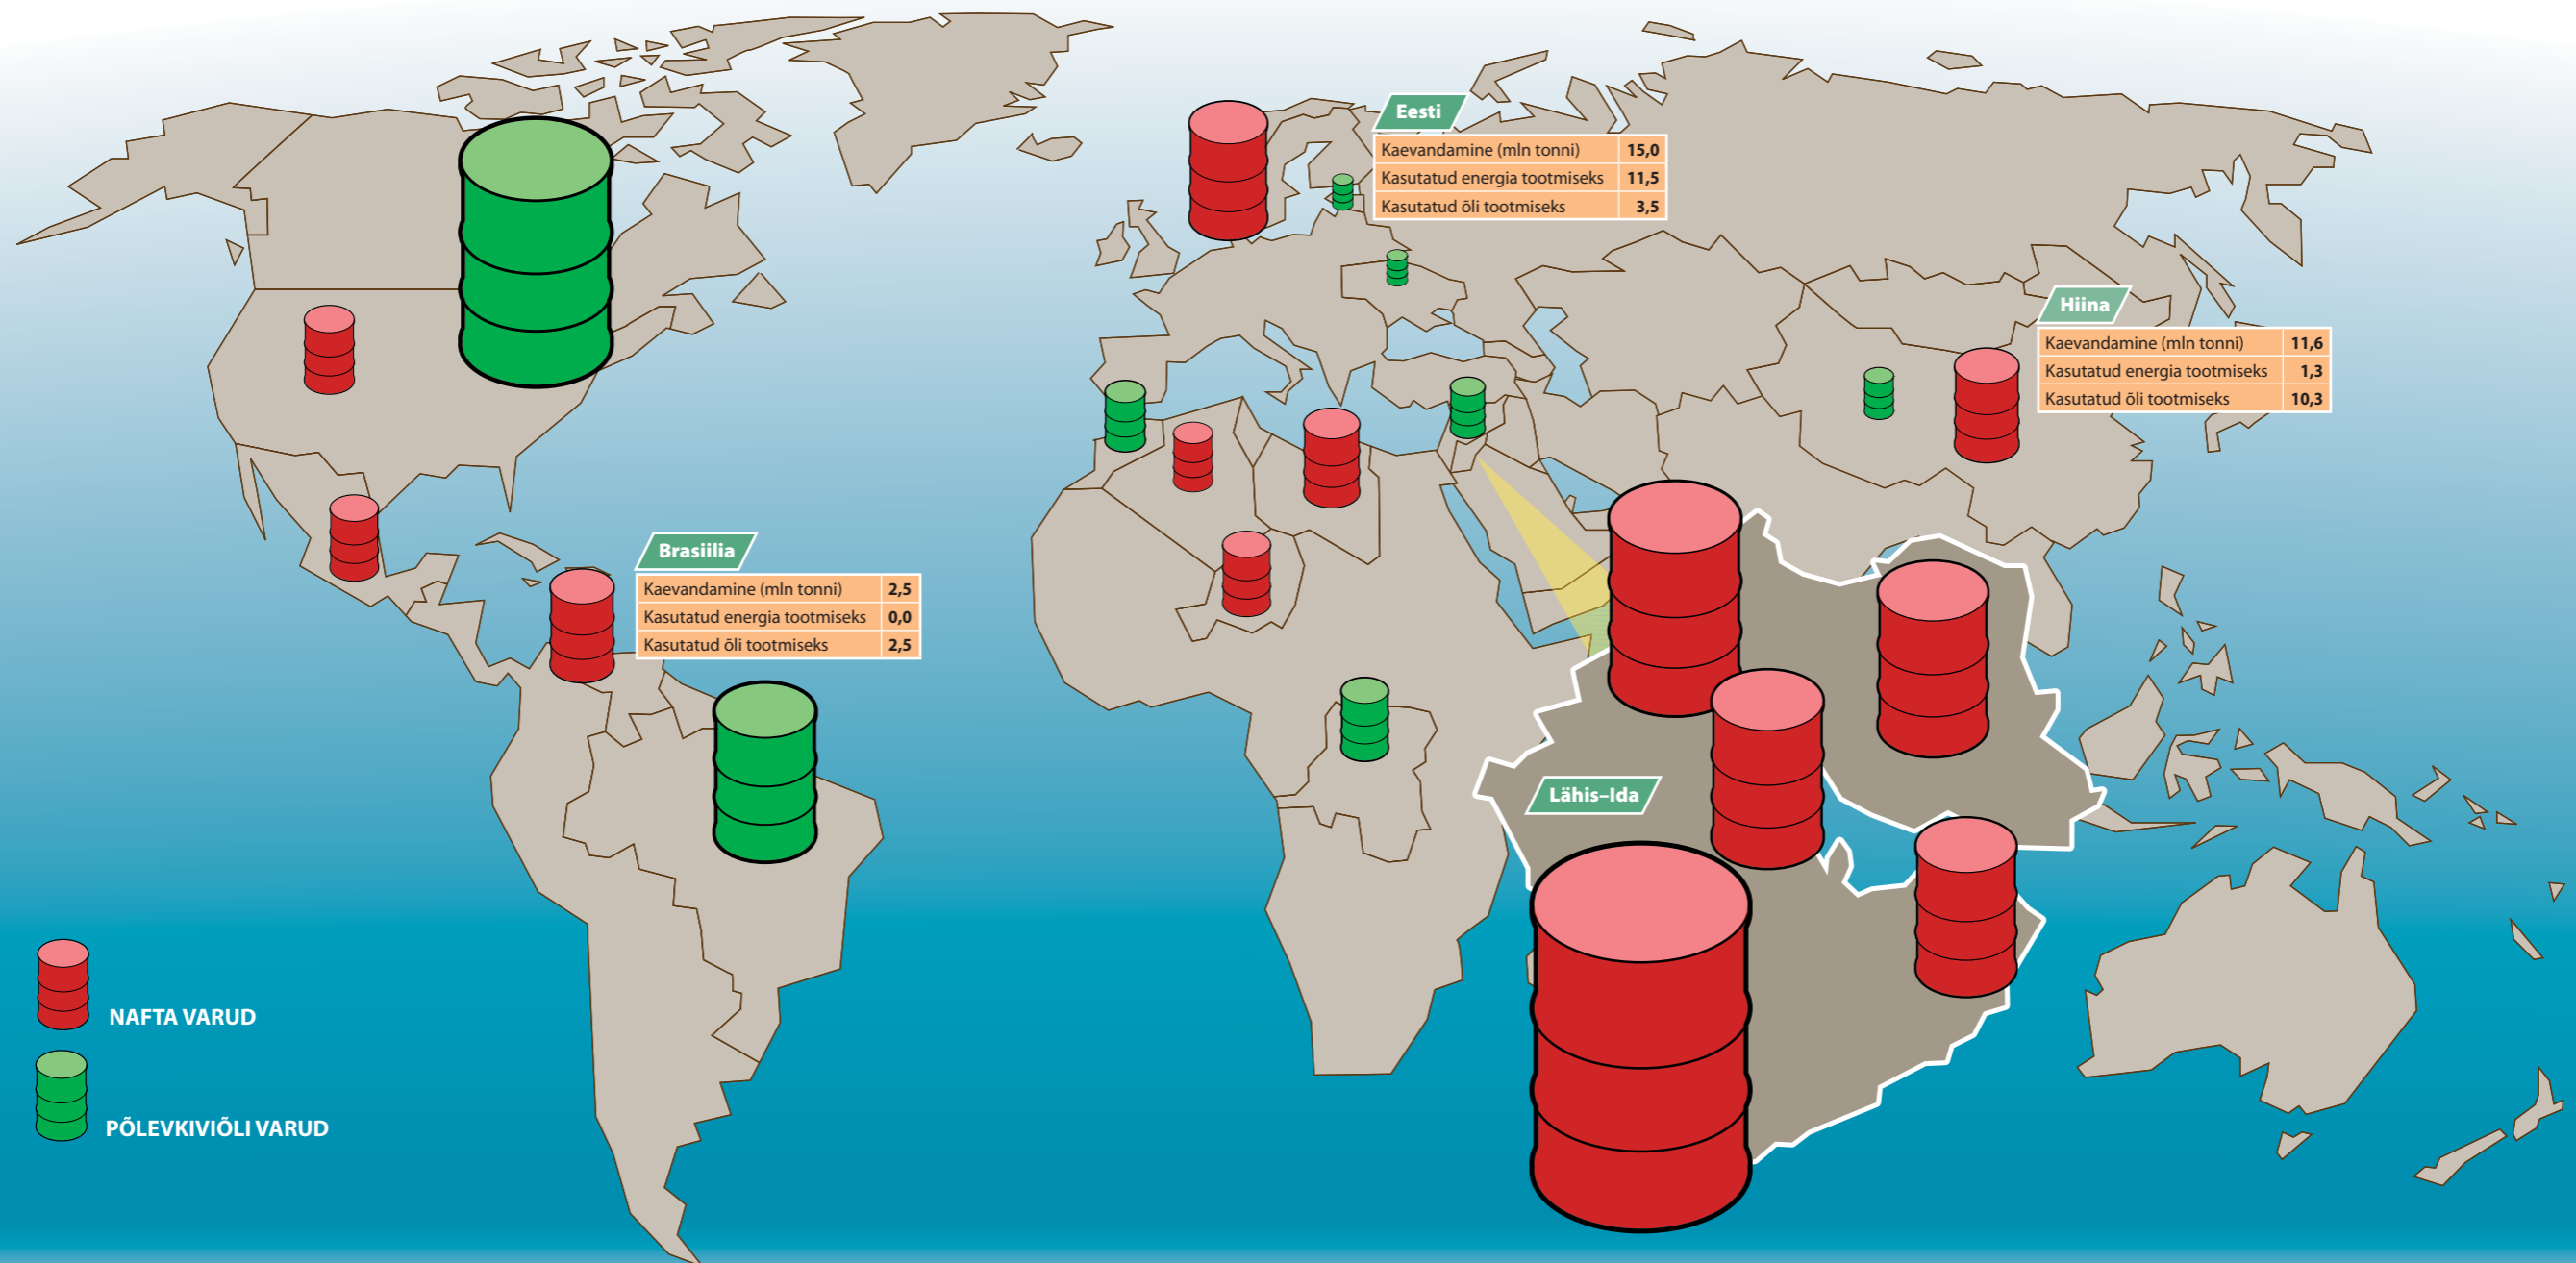 Eesti
Kaevandamine (mln tonni) 15,0
Kasutatud energia tootmiseks 11,5
Kasutatud õli tootmiseks 3,5
Hiina
Kaevandamine (mln tonni) 11,6
Kasutatud energia tootmiseks 1,3
Kasutatud õli tootmiseks 10,3
Brasiilia
Kaevandamine (mln tonni) 2,5
Kasutatud energia tootmiseks 0,0
Kasutatud õli tootmiseks 2,5
Lähis–Ida
NAFTA VARUD
PÕLEVKIVIÕLI VARUD